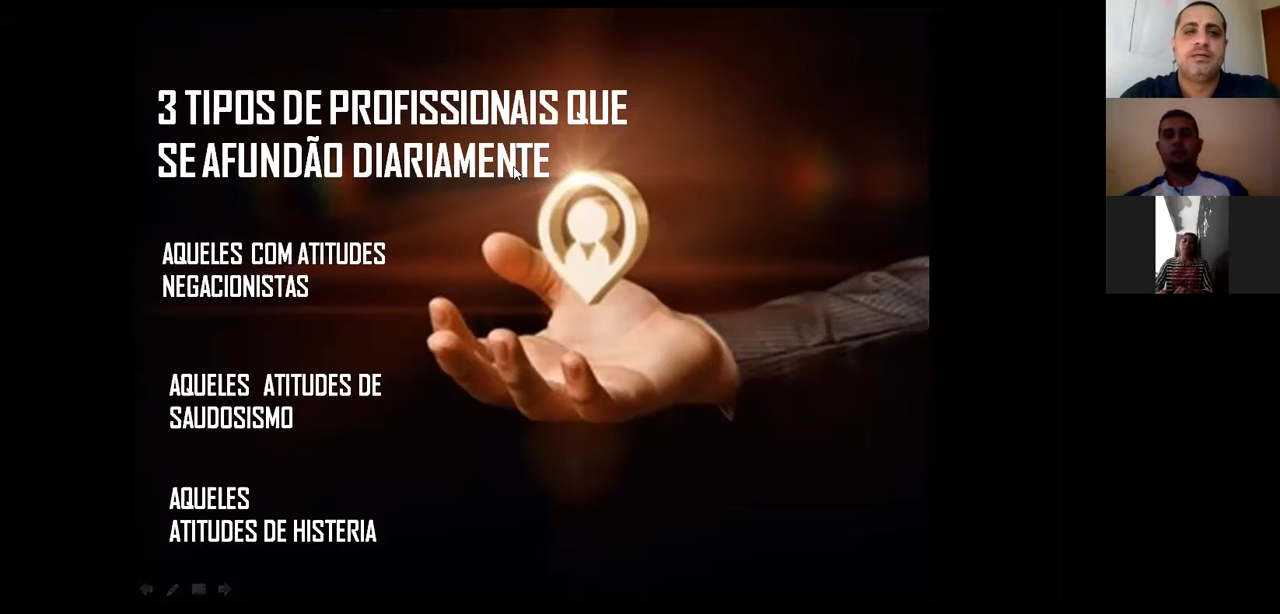 3 TIPOS DE PROFISSIONAIS QUE
SE AFUNDÃO DIARIAMENTE
AQUELES COM ATITUDES
NEGACIONISTAS
AQUELES ATITUDES DE
SAUDOSISMO
AQUELES
ATITUDES DE HISTERIA